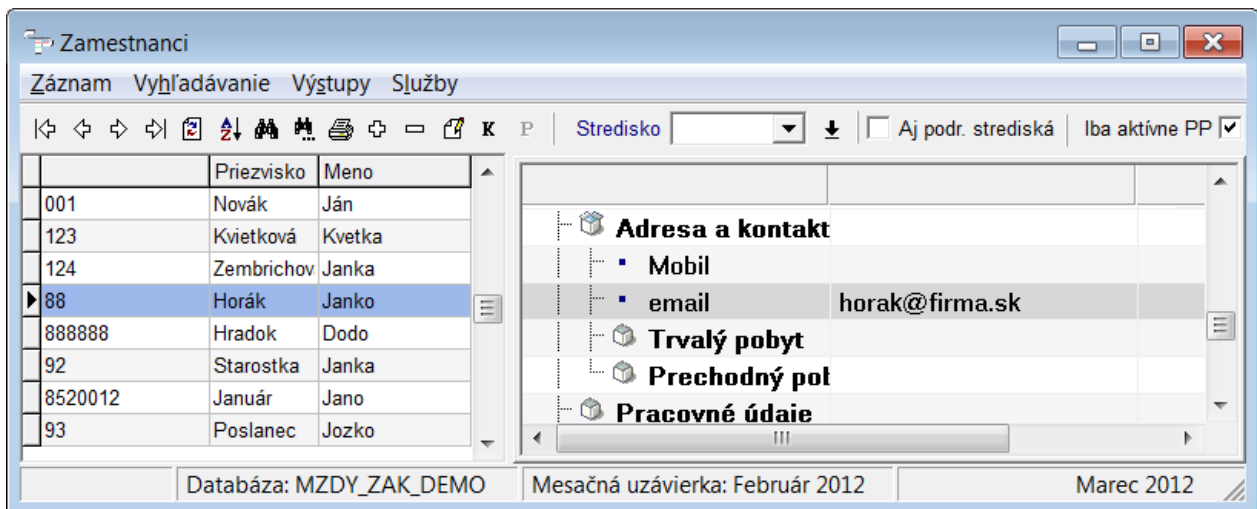 Zamestnanci
Záznam Vyhľadávanie Výstupy Služby
K P Stredisko Aj podr. strediská Iba aktívne PP
Priezvisko Meno
001 Novák Ján
123 Kvietková Kvetka
124 Zembrichov Janka
88 Horák Janko
888888 Hradok Dodo
92 Starostka Janka
8520012 Január Jano
93 Poslanec Jozko
Adresa a kontakt
Mobil
email horak@firma.sk
Trvalý pobyt
Prechodný pob
Pracovné údaje
Databáza: MZDY_ZAK_DEMO Mesačná uzávierka: Február 2012 Marec 2012